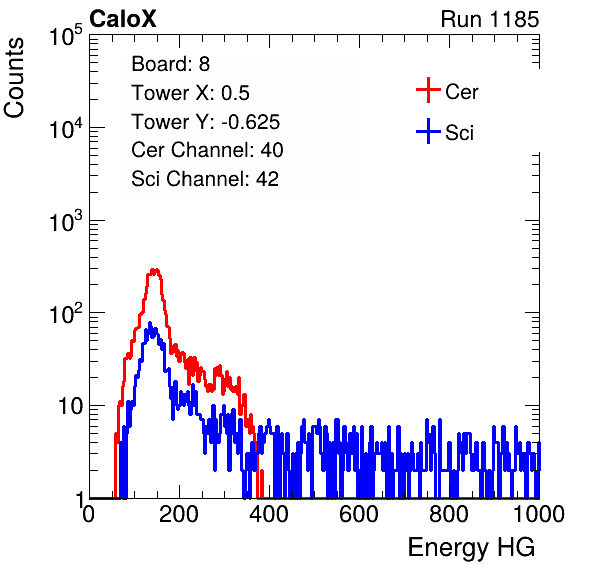 CaloX
Run 1185
Counts
10^5
10^4
10^3
10^2
10
1
Board: 8
Tower X: 0.5
Tower Y: -0.625
Cer Channel: 40
Sci Channel: 42
Cer
Sci
0 200 400 600 800 1000
Energy HG